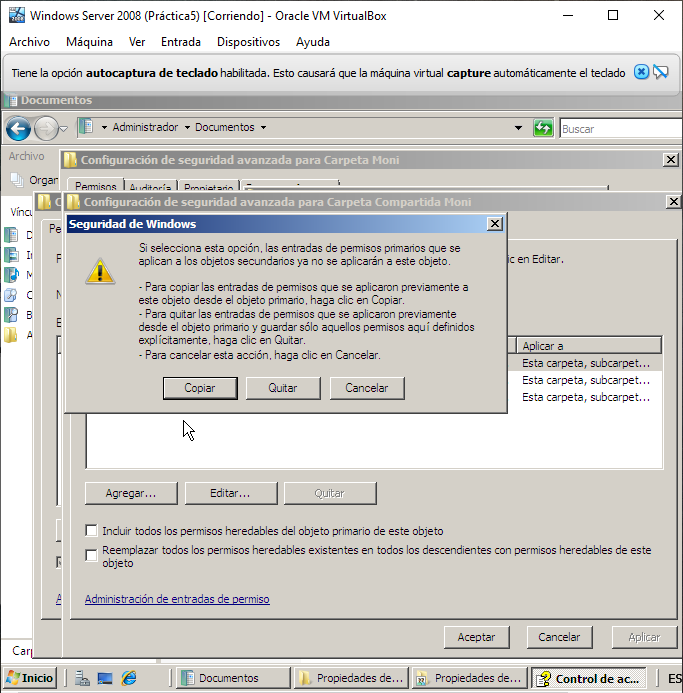 Windows Server 2008 (Práctica5) [Corriendo] - Oracle VM VirtualBox
Archivo Máquina Ver Entrada Dispositivos Ayuda
Tiene la opción autocaptura de teclado habilitada. Esto causará que la máquina virtual capture automáticamente el teclado
Documentos
Administrador Documentos Buscar
Archivo
Configuración de seguridad avanzada para Carpeta Moni
Organ
Permisos Auditoría Propietario
Configuración de seguridad avanzada para Carpeta Compartida Moni
Víncu
Seguridad de Windows
Si selecciona esta opción, las entradas de permisos primarios que se
aplican a los objetos secundarios ya no se aplicarán a este objeto.
c en Editar.
- Para copiar las entradas de permisos que se aplicaron previamente a
este objeto desde el objeto primario, haga clic en Copiar.
- Para quitar las entradas de permisos que se aplicaron previamente
desde el objeto primario y guardar sólo aquellos permisos aquí definidos
explícitamente, haga clic en Quitar.
- Para cancelar esta acción, haga clic en Cancelar.
Copiar Quitar Cancelar
Aplicar a
Esta carpeta, subcarpet...
Esta carpeta, subcarpet...
Esta carpeta, subcarpet...
Agregar... Editar... Quitar
Incluir todos los permisos heredables del objeto primario de este objeto
Reemplazar todos los permisos heredables existentes en todos los descendientes con permisos heredables de este
objeto
Administración de entradas de permiso
Aceptar Cancelar Aplicar
Carp
Inicio Documentos Propiedades de... Propiedades de... Control de ac... ES